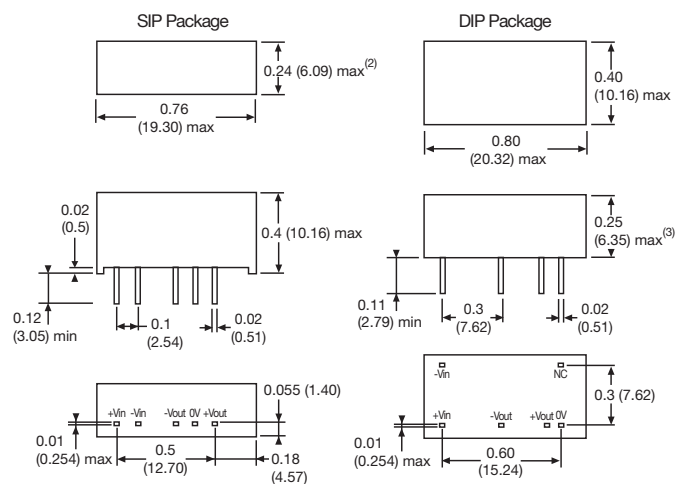 SIP Package
DIP Package
0.24 (6.09) max(2)
0.76
(19.30) max
0.40
(10.16) max
0.80
(20.32) max
0.02
(0.5)
0.4 (10.16) max
0.12
(3.05) min
0.1
(2.54)
0.02
(0.51)
0.25
(6.35) max(3)
0.11
(2.79) min
0.3
(7.62)
0.02
(0.51)
+Vin -Vin -Vout 0V +Vout
0.055 (1.40)
0.01
(0.254) max
0.5
(12.70)
0.18
(4.57)
-Vin NC
0.3 (7.62)
+Vin -Vout +Vout 0V
0.01
(0.254) max
0.60
(15.24)